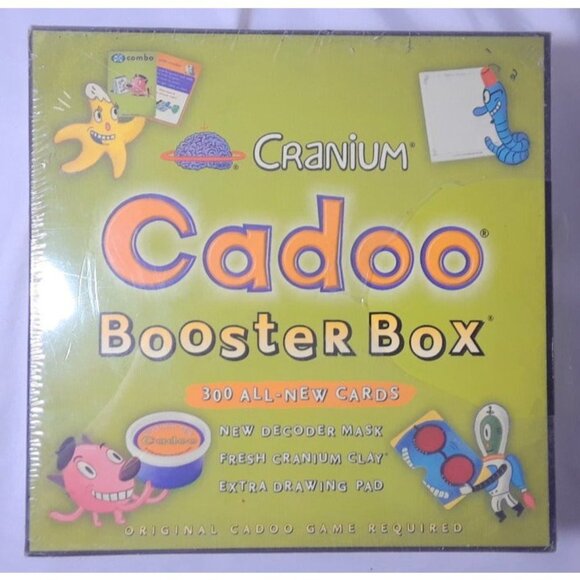 combo
CRANIUM®
Cadoo®
BOOSTER BOX®
300 ALL-NEW CARDS
NEW DECODER MASK
FRESH CRANIUM CLAY™
EXTRA DRAWING PAD
Cadoo
ORIGINAL CADOO GAME REQUIRED